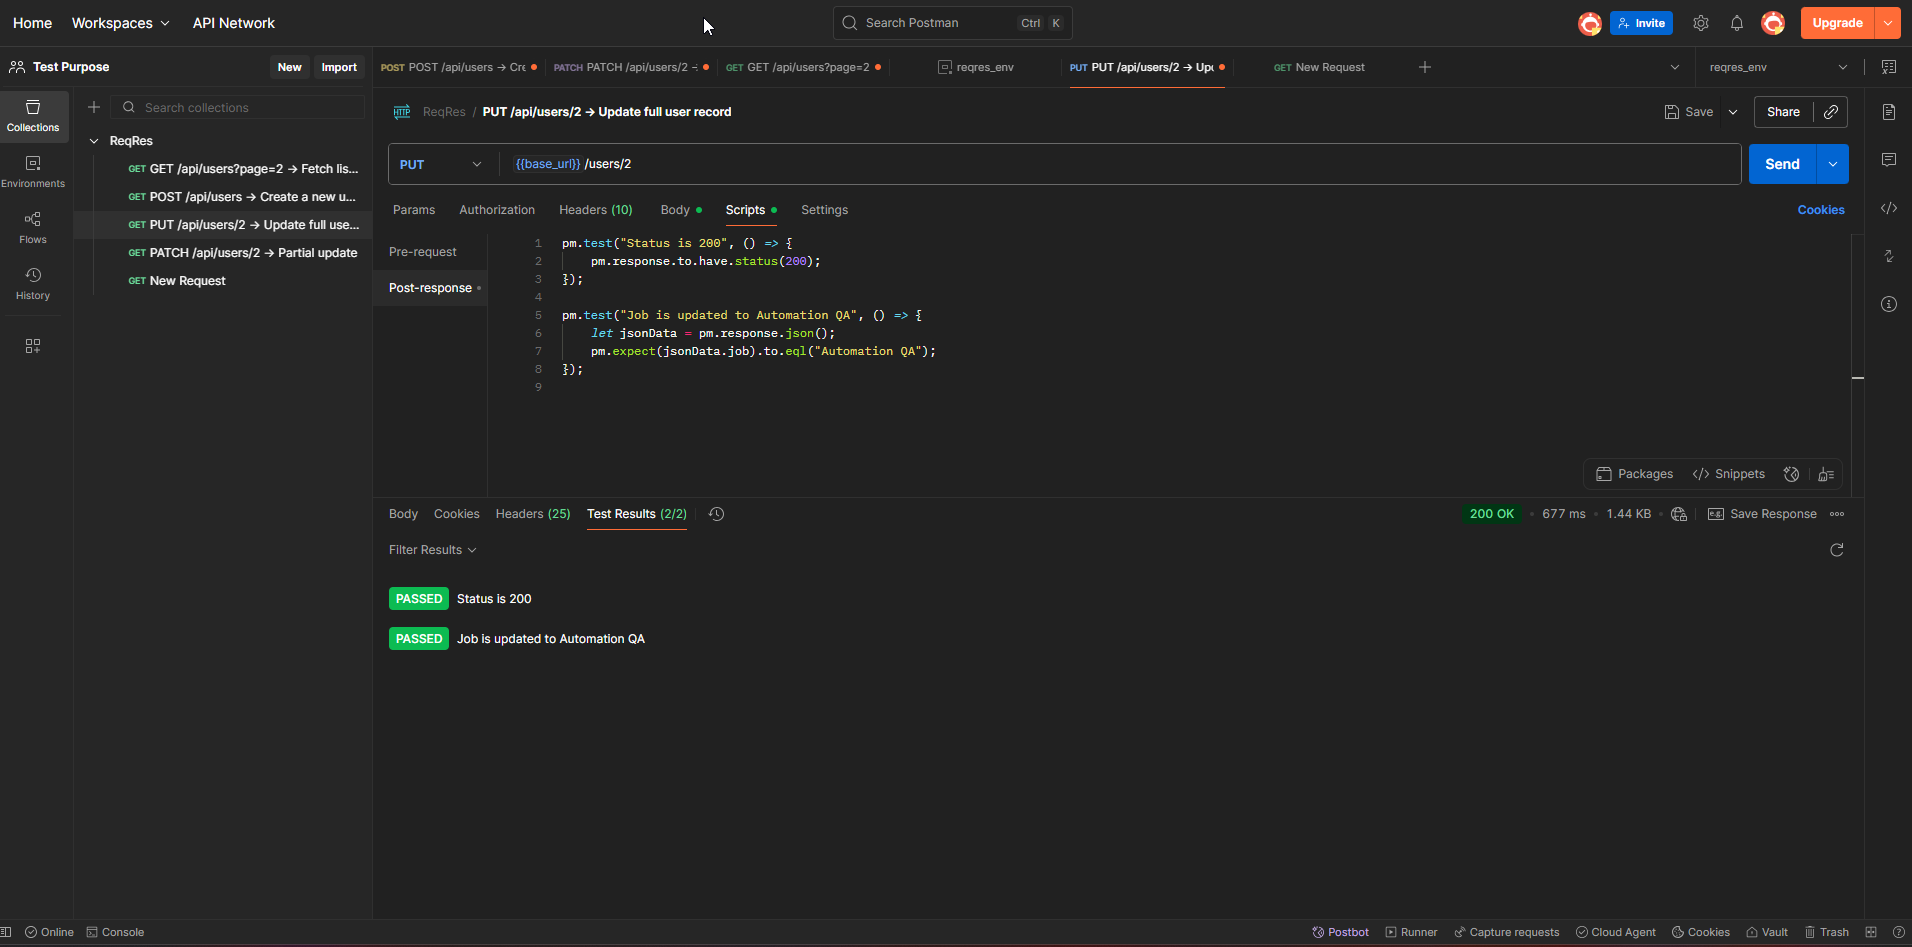 Home Workspaces API Network Search Postman Ctrl K Invite Upgrade
Test Purpose New Import
POST POST /api/users → Cre PATCH PATCH /api/users/2 - GET GET /api/users?page=2 reqres_env PUT PUT /api/users/2 → Upc GET New Request reqres_env
Collections
Environments
Flows
History
Search collections
ReqRes
GET GET /api/users?page=2 → Fetch lis...
GET POST /api/users → Create a new u...
GET PUT /api/users/2 → Update full use...
GET PATCH /api/users/2 → Partial update
GET New Request
HTTP ReqRes / PUT /api/users/2 → Update full user record Save Share
PUT {{base_url}} /users/2 Send
Params Authorization Headers (10) Body Scripts Settings Cookies
Pre-request
Post-response
1 pm.test("Status is 200", () => {
2 pm.response.to.have.status(200);
3 });
4
5 pm.test("Job is updated to Automation QA", () => {
6 let jsonData = pm.response.json();
7 pm.expect(jsonData.job).to.eql("Automation QA");
8 });
9
Packages Snippets
Body Cookies Headers (25) Test Results (2/2) 200 OK 677 ms 1.44 KB e.g. Save Response
Filter Results
PASSED Status is 200
PASSED Job is updated to Automation QA
Online Console Postbot Runner Capture requests Cloud Agent Cookies Vault Trash